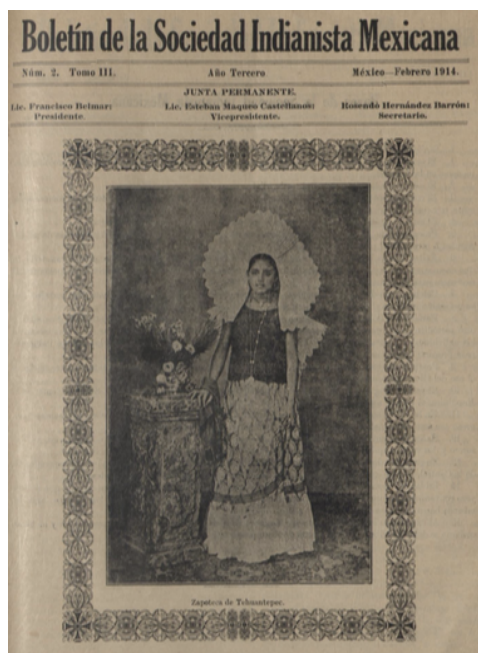 Boletín de la Sociedad Indianista Mexicana
Núm. 2. Tomo III. Año Tercero México—Febrero 1914.
JUNTA PERMANENTE.
Lic. Francisco Belmar: Lic. Esteban Maqueo Castellanos: Rosendo Hernández Barrón:
Presidente. Vicepresidente. Secretario.
Zapoteca de Tehuantepec.